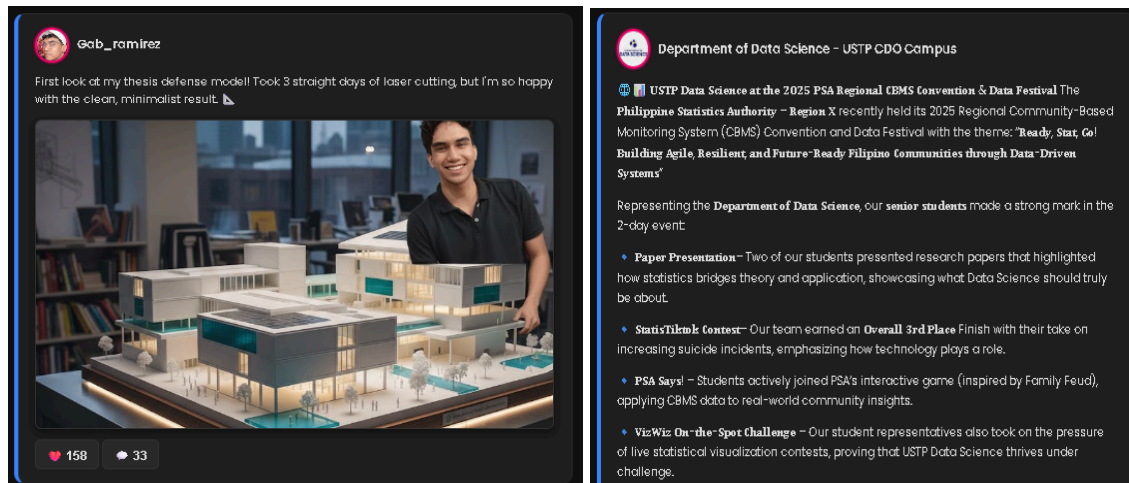 Gab_ramirez
First look at my thesis defense model! Took 3 straight days of laser cutting, but I'm so happy
with the clean, minimalist result. 📐
❤️ 158
💬 33
Department of Data Science - USTP CDO Campus
🌐📊 USTP Data Science at the 2025 PSA Regional CBMS Convention & Data Festival The
Philippine Statistics Authority – Region X recently held its 2025 Regional Community-Based
Monitoring System (CBMS) Convention and Data Festival with the theme: "Ready, Stat, Go!
Building Agile, Resilient, and Future-Ready Filipino Communities through Data-Driven
Systems"
Representing the Department of Data Science, our senior students made a strong mark in the
2-day event:
🔹 Paper Presentation– Two of our students presented research papers that highlighted
how statistics bridges theory and application, showcasing what Data Science should truly
be about.
🔹 StatisTiktok Contest– Our team earned an Overall 3rd Place Finish with their take on
increasing suicide incidents, emphasizing how technology plays a role.
🔹 PSA Says! – Students actively joined PSA's interactive game (inspired by Family Feud),
applying CBMS data to real-world community insights.
🔹 VizWiz On-the-Spot Challenge – Our student representatives also took on the pressure
of live statistical visualization contests, proving that USTP Data Science thrives under
challenge.